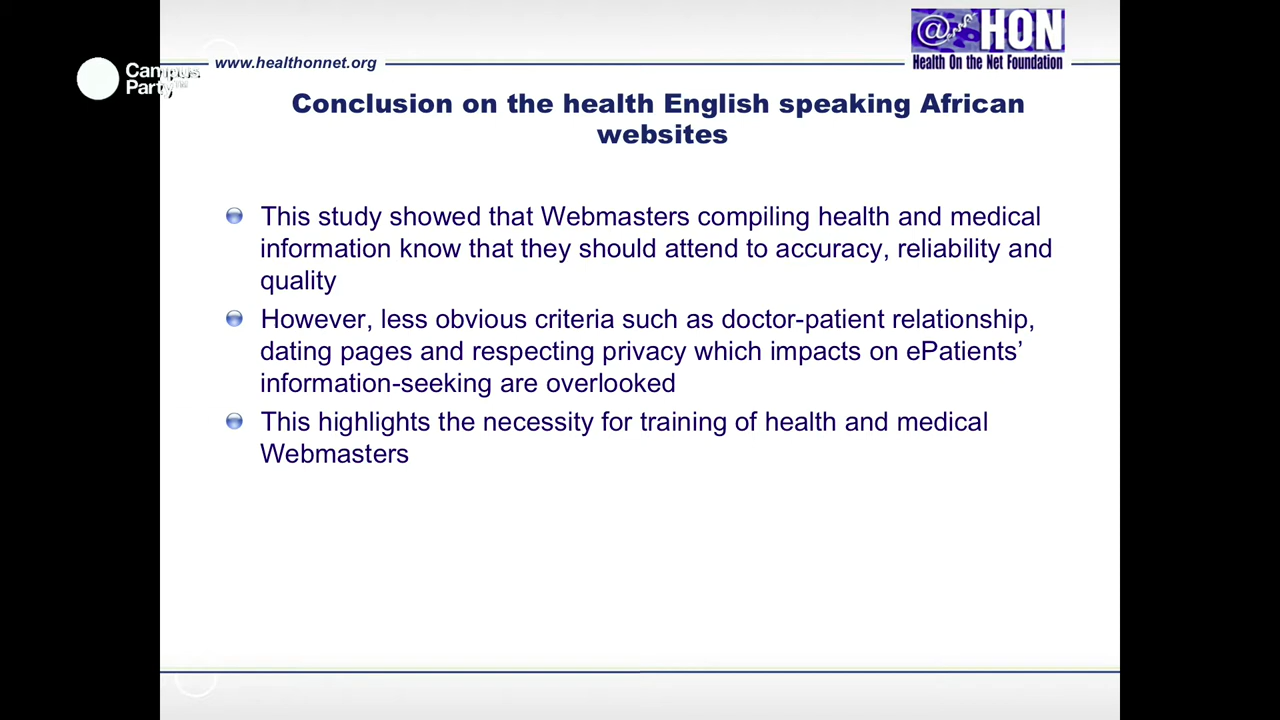 @ HON
www.healthonnet.org
Health On the Net Foundation
Campus
Party™
Conclusion on the health English speaking African
websites
This study showed that Webmasters compiling health and medical
information know that they should attend to accuracy, reliability and
quality
However, less obvious criteria such as doctor-patient relationship,
dating pages and respecting privacy which impacts on ePatients’
information-seeking are overlooked
This highlights the necessity for training of health and medical
Webmasters